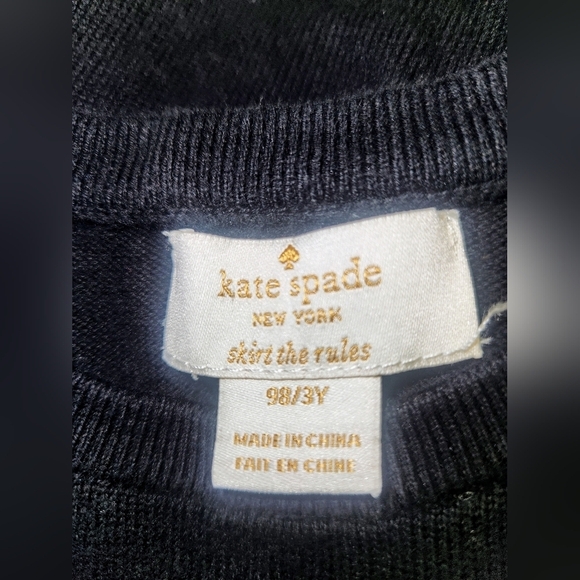 kate spade
NEW YORK
skirt the rules
98/3Y
MADE IN CHINA
FAIT EN CHINE